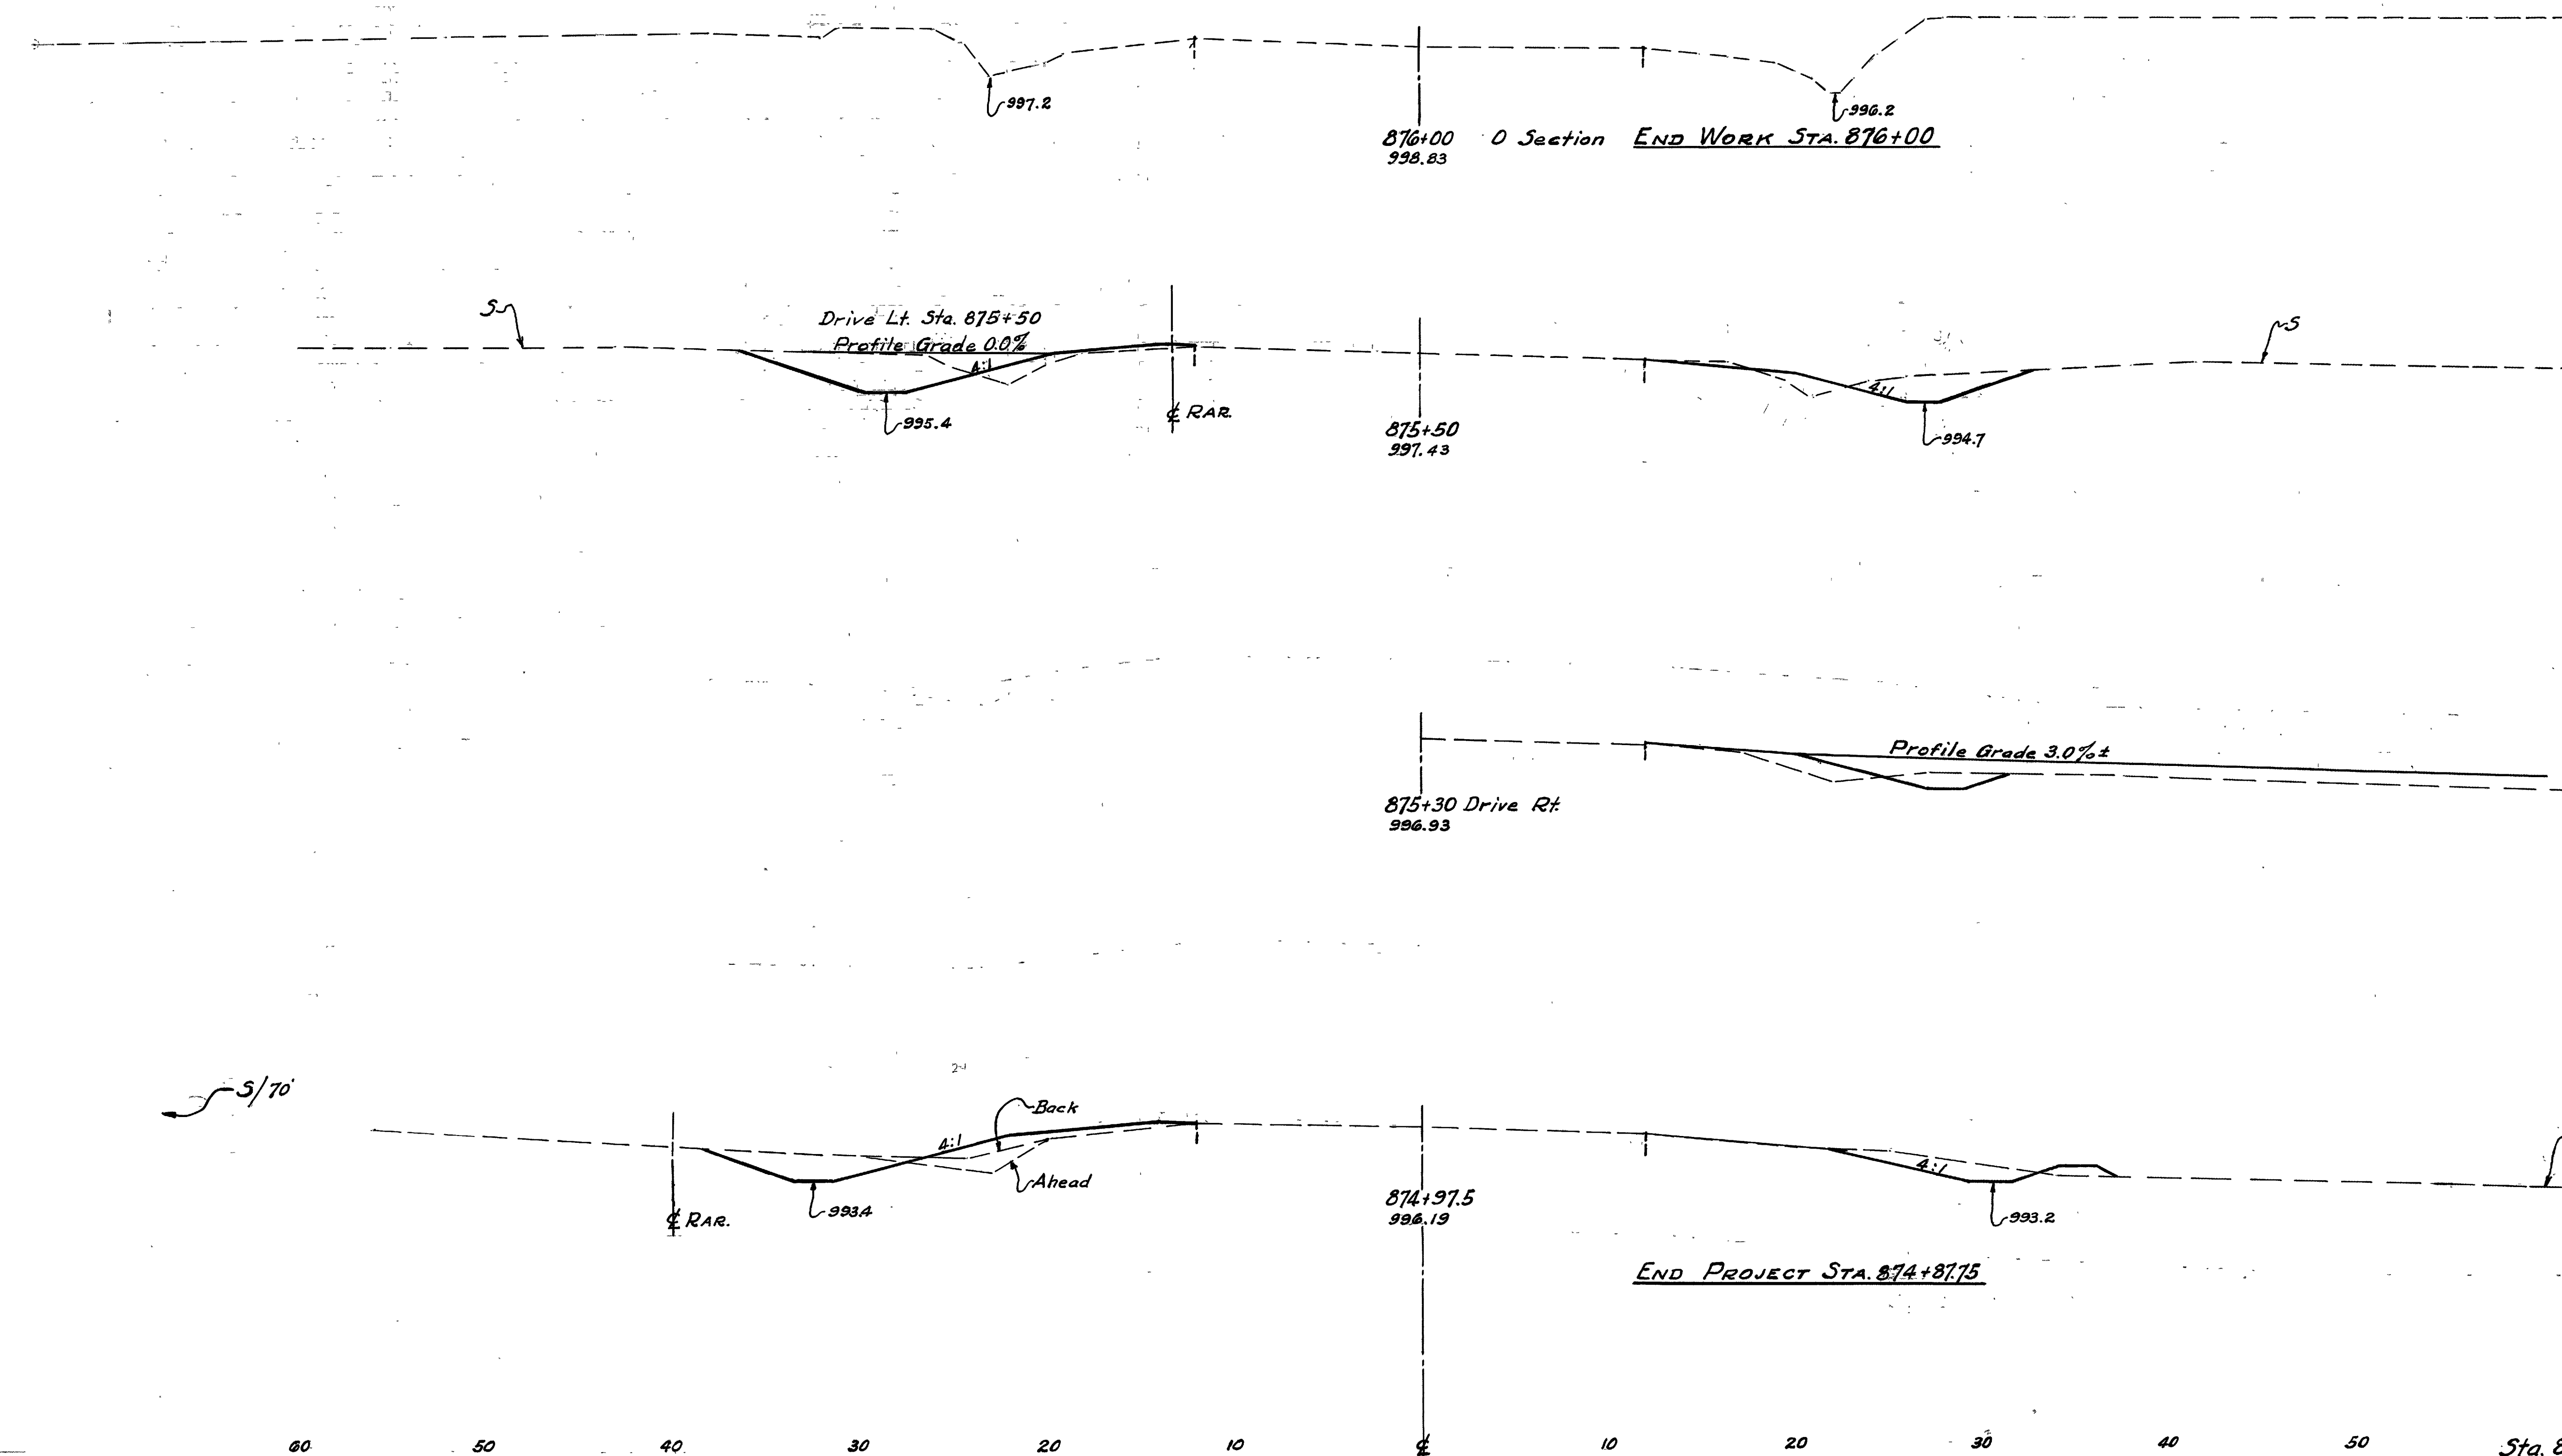 997.2
996.2
876+00 0 Section END WORK STA. 876+00
998.83
S
Drive Lt. Sta. 875+50
Profile Grade 0.0%
4:1
S
4:1
995.4
℄ RAR.
875+50
997.43
994.7
Profile Grade 3.0%±
875+30 Drive Rt.
996.93
S/70'
Back
4:1
Ahead
4:1
993.4
℄ RAR.
874+97.5
996.19
993.2
END PROJECT STA. 874+87.75
60 50 40 30 20 10 ℄ 10 20 30 40 50 Sta. 8